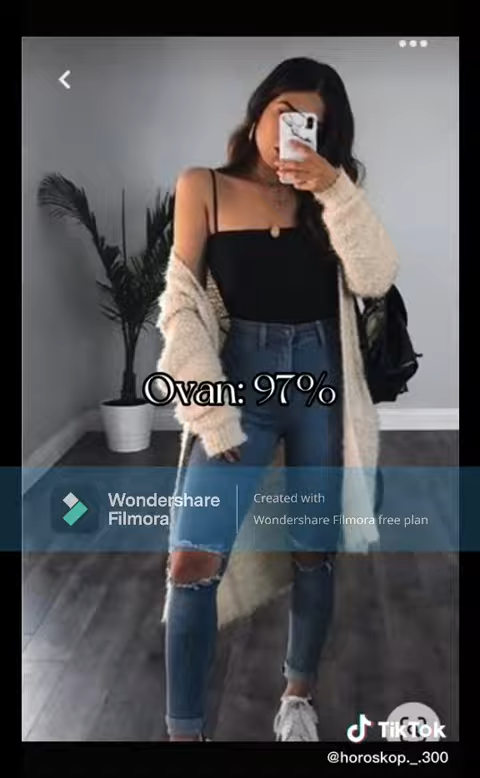 Ovan: 97%
Wondershare
Filmora
Created with
Wondershare Filmora free plan
TikTok
@horoskop._.300